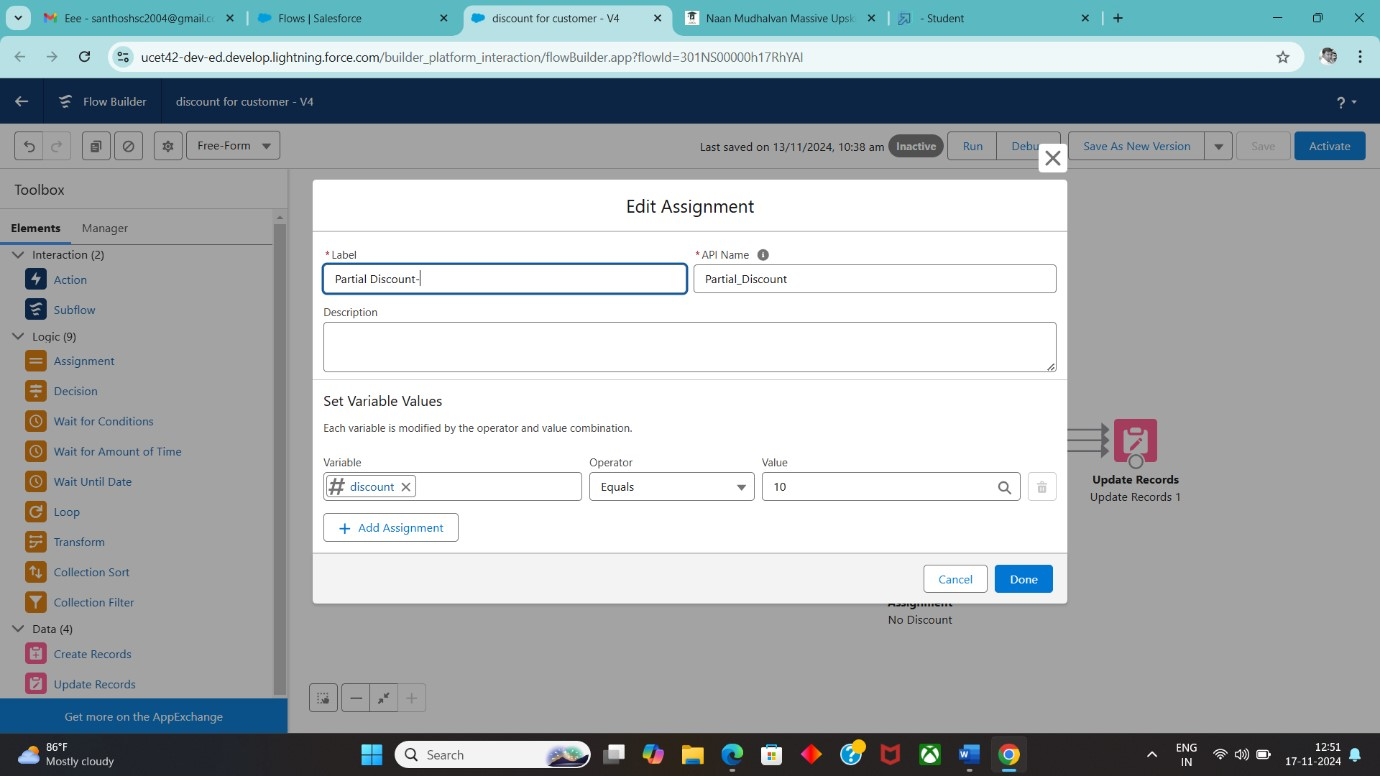 Eee - santhoshsc2004@gmail.c
Flows | Salesforce
discount for customer - V4
Naan Mudhalvan Massive Upsk
- Student
ucet42-dev-ed.develop.lightning.force.com/builder_platform_interaction/flowBuilder.app?flowId=301NS00000h17RhYAI
Flow Builder
discount for customer - V4
?
Free-Form
Last saved on 13/11/2024, 10:38 am
Inactive
Run
Debu
Save As New Version
Save
Activate
Toolbox
Elements
Manager
Interaction (2)
Action
Subflow
Logic (9)
Assignment
Decision
Wait for Conditions
Wait for Amount of Time
Wait Until Date
Loop
Transform
Collection Sort
Collection Filter
Data (4)
Create Records
Update Records
Get more on the AppExchange
Edit Assignment
* Label
Partial Discount-
* API Name
Partial_Discount
Description
Set Variable Values
Each variable is modified by the operator and value combination.
Variable
Operator
Value
discount
Equals
10
Add Assignment
Cancel
Done
Update Records
Update Records 1
Assignment
No Discount
86°F
Mostly cloudy
Search
ENG
IN
12:51
17-11-2024